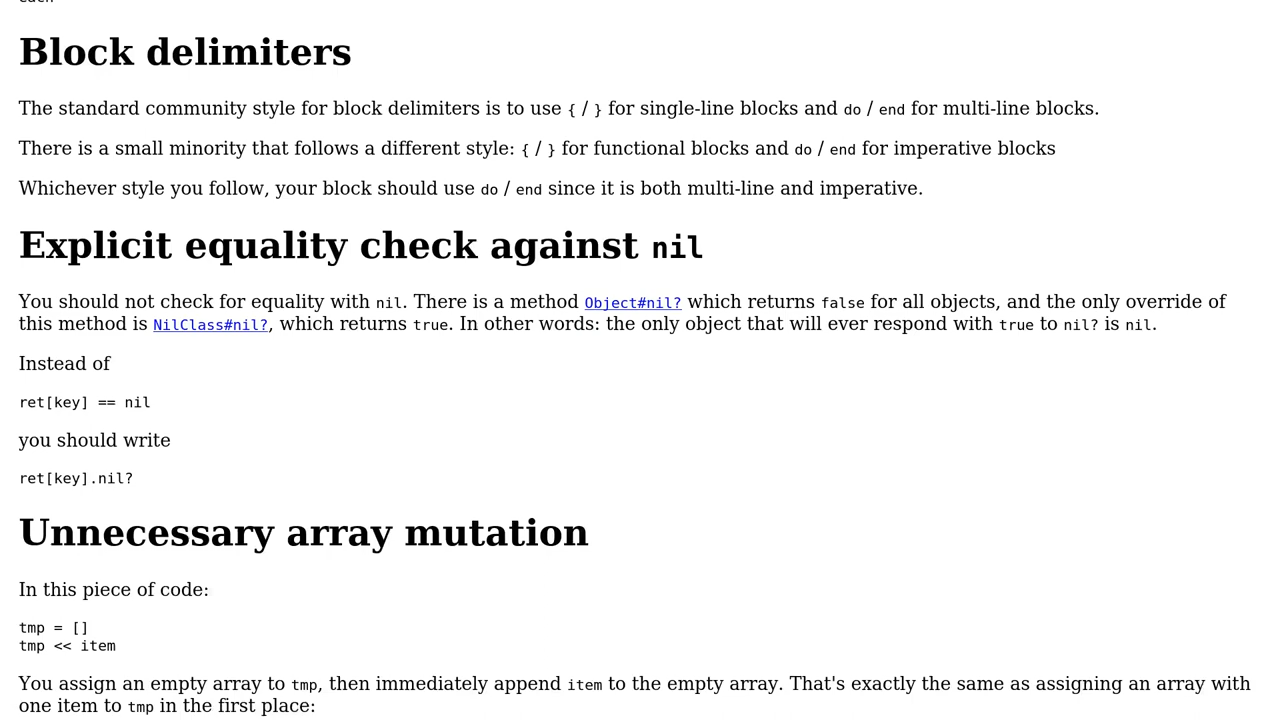 each
Block delimiters
The standard community style for block delimiters is to use { / } for single-line blocks and do / end for multi-line blocks.
There is a small minority that follows a different style: { / } for functional blocks and do / end for imperative blocks
Whichever style you follow, your block should use do / end since it is both multi-line and imperative.
Explicit equality check against nil
You should not check for equality with nil. There is a method Object#nil? which returns false for all objects, and the only override of
this method is NilClass#nil?, which returns true. In other words: the only object that will ever respond with true to nil? is nil.
Instead of
ret[key] == nil
you should write
ret[key].nil?
Unnecessary array mutation
In this piece of code:
tmp = []
tmp << item
You assign an empty array to tmp, then immediately append item to the empty array. That's exactly the same as assigning an array with
one item to tmp in the first place: